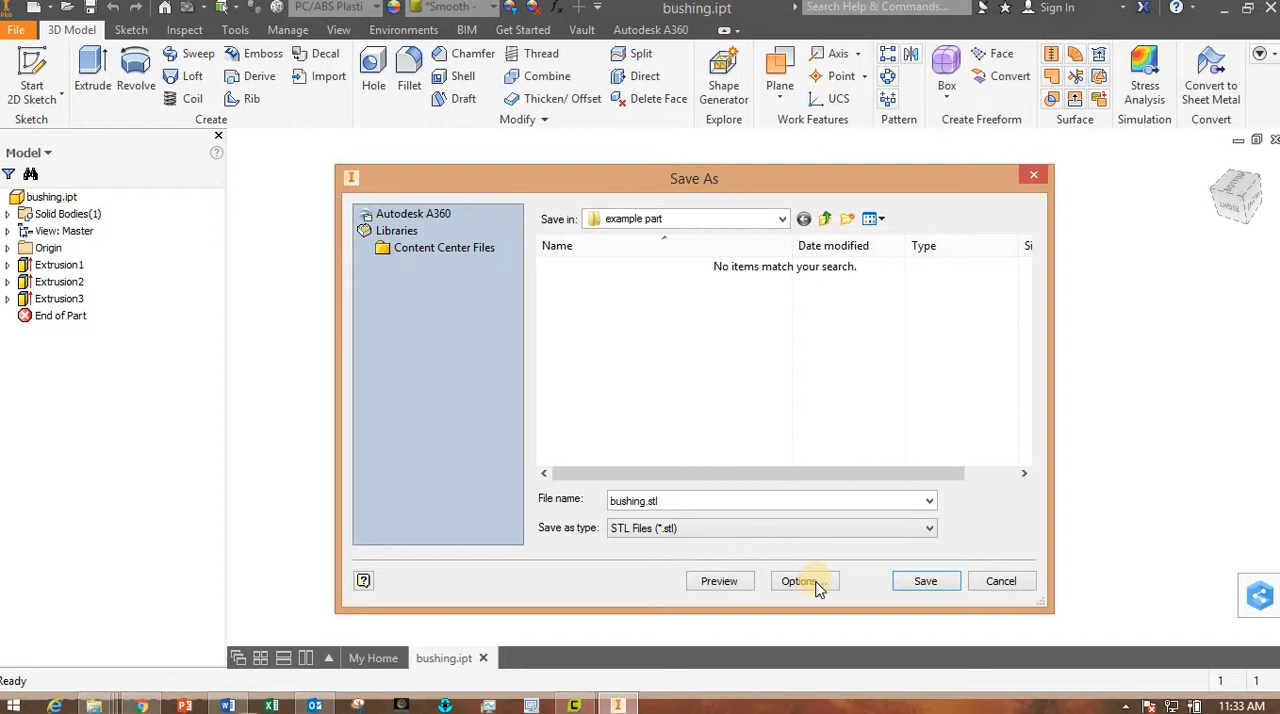 PRO
PC/ABS Plasti
*Smooth
bushing.ipt
Search Help & Commands...
Sign In
File
3D Model
Sketch
Inspect
Tools
Manage
View
Environments
BIM
Get Started
Vault
Autodesk A360
Start
2D Sketch
Sketch
Extrude
Revolve
Sweep
Loft
Coil
Emboss
Derive
Rib
Decal
Import
Create
Hole
Fillet
Chamfer
Shell
Draft
Thread
Combine
Thicken/ Offset
Split
Direct
Delete Face
Modify
Shape
Generator
Explore
Plane
Axis
Point
UCS
Work Features
Pattern
Box
Face
Convert
Create Freeform
Surface
Stress
Analysis
Simulation
Convert to
Sheet Metal
Convert
Model
bushing.ipt
Solid Bodies(1)
View: Master
Origin
Extrusion1
Extrusion2
Extrusion3
End of Part
Save As
Autodesk A360
Libraries
Content Center Files
Save in:
example part
Name
Date modified
Type
Si
No items match your search.
File name:
bushing.stl
Save as type:
STL Files (*.stl)
Preview
Options...
Save
Cancel
RIGHT
My Home
bushing.ipt
Ready
1
1
11:33 AM